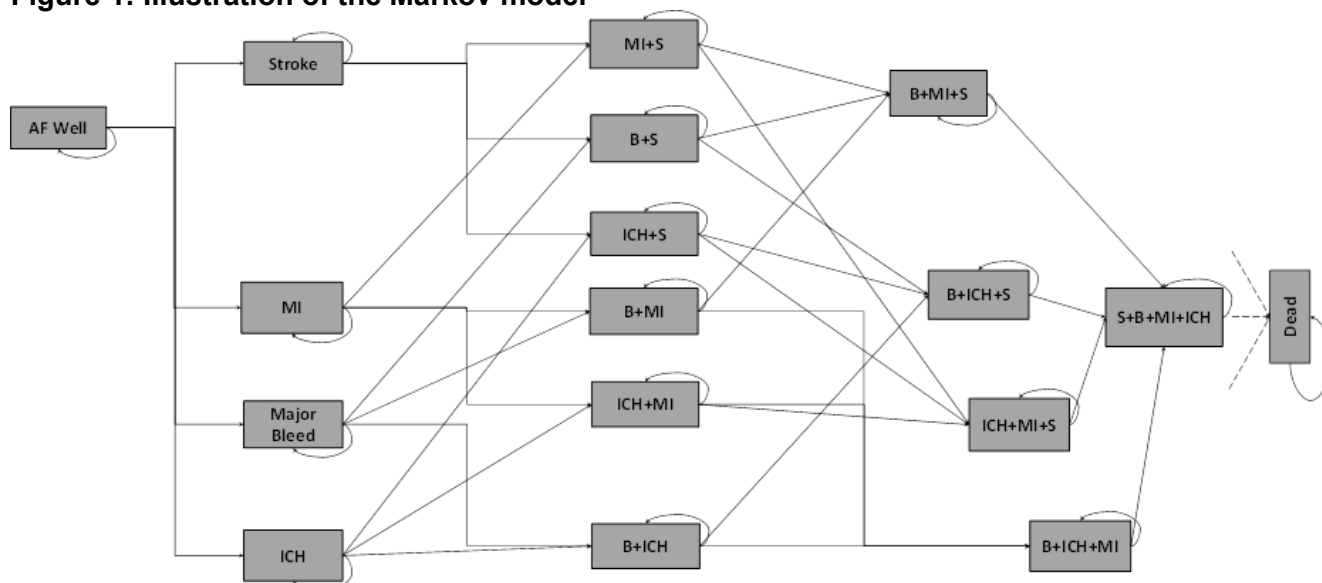 Figure 1: Illustration of the Markov model
AF Well
Stroke
MI
Major
Bleed
ICH
MI+S
B+S
ICH+S
B+MI
ICH+MI
B+ICH
B+MI+S
B+ICH+S
ICH+MI+S
B+ICH+MI
S+B+MI+ICH
Dead